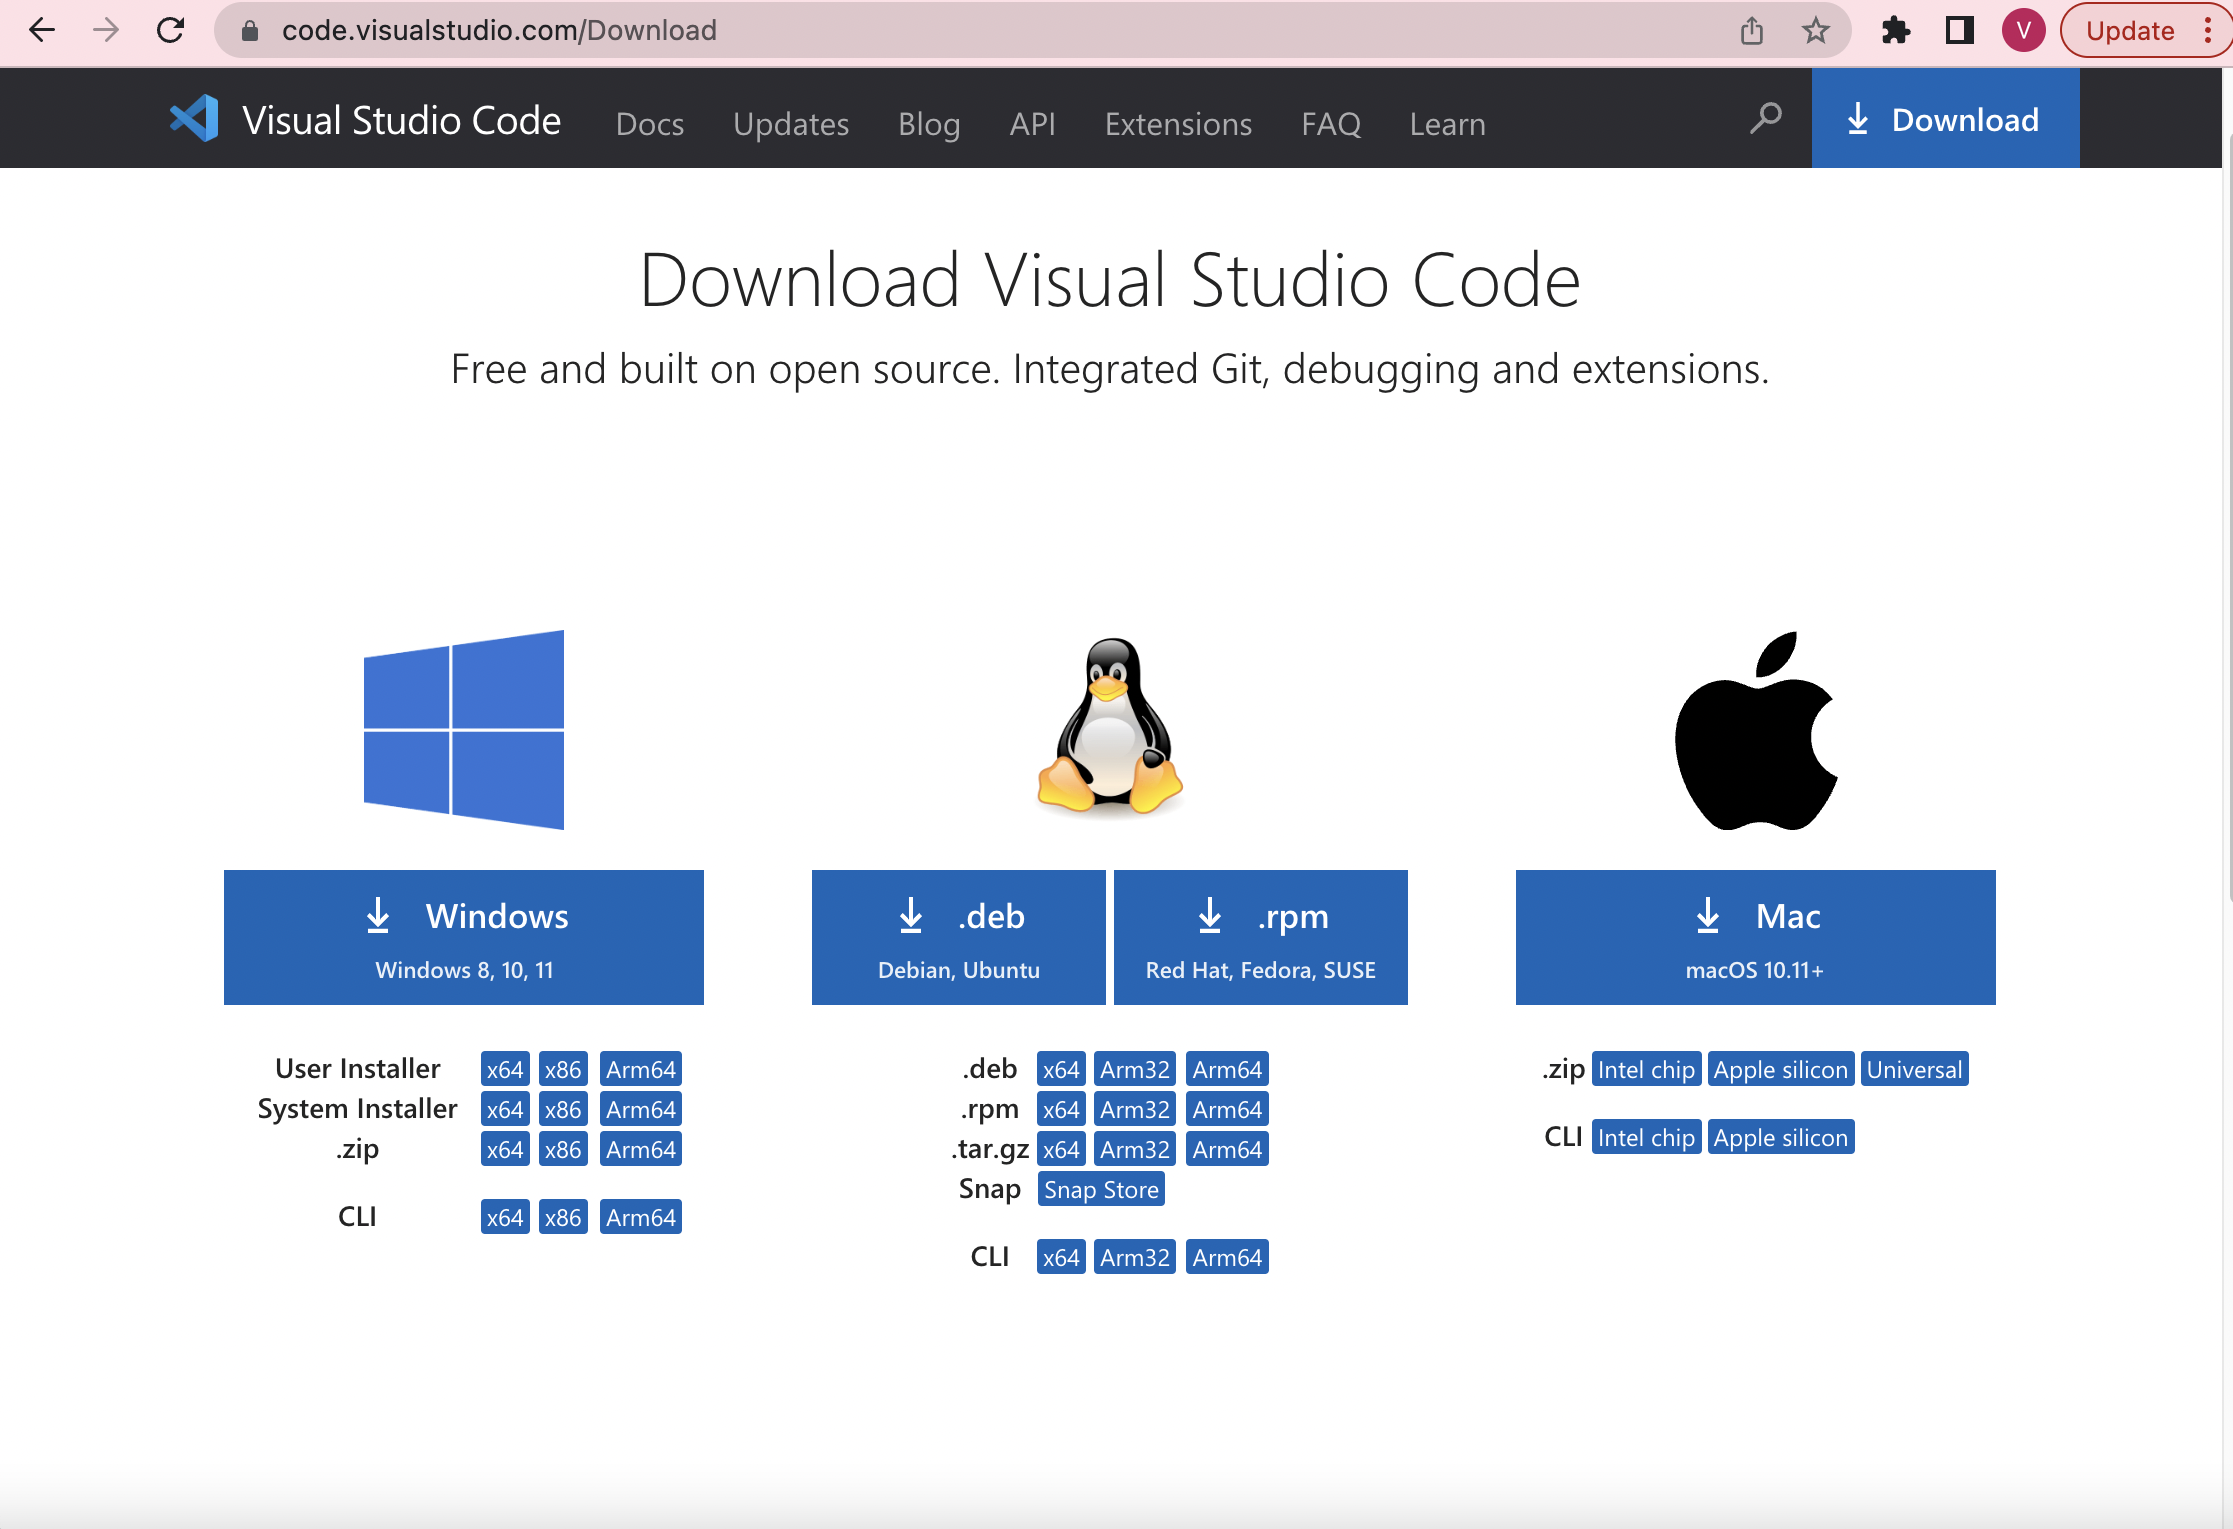 code.visualstudio.com/Download
V
Update
Visual Studio Code
Docs
Updates
Blog
API
Extensions
FAQ
Learn
Download
Download Visual Studio Code
Free and built on open source. Integrated Git, debugging and extensions.
Windows
Windows 8, 10, 11
User Installer x64 x86 Arm64
System Installer x64 x86 Arm64
.zip x64 x86 Arm64
CLI x64 x86 Arm64
.deb
Debian, Ubuntu
.rpm
Red Hat, Fedora, SUSE
.deb x64 Arm32 Arm64
.rpm x64 Arm32 Arm64
.tar.gz x64 Arm32 Arm64
Snap Snap Store
CLI x64 Arm32 Arm64
Mac
macOS 10.11+
.zip Intel chip Apple silicon Universal
CLI Intel chip Apple silicon